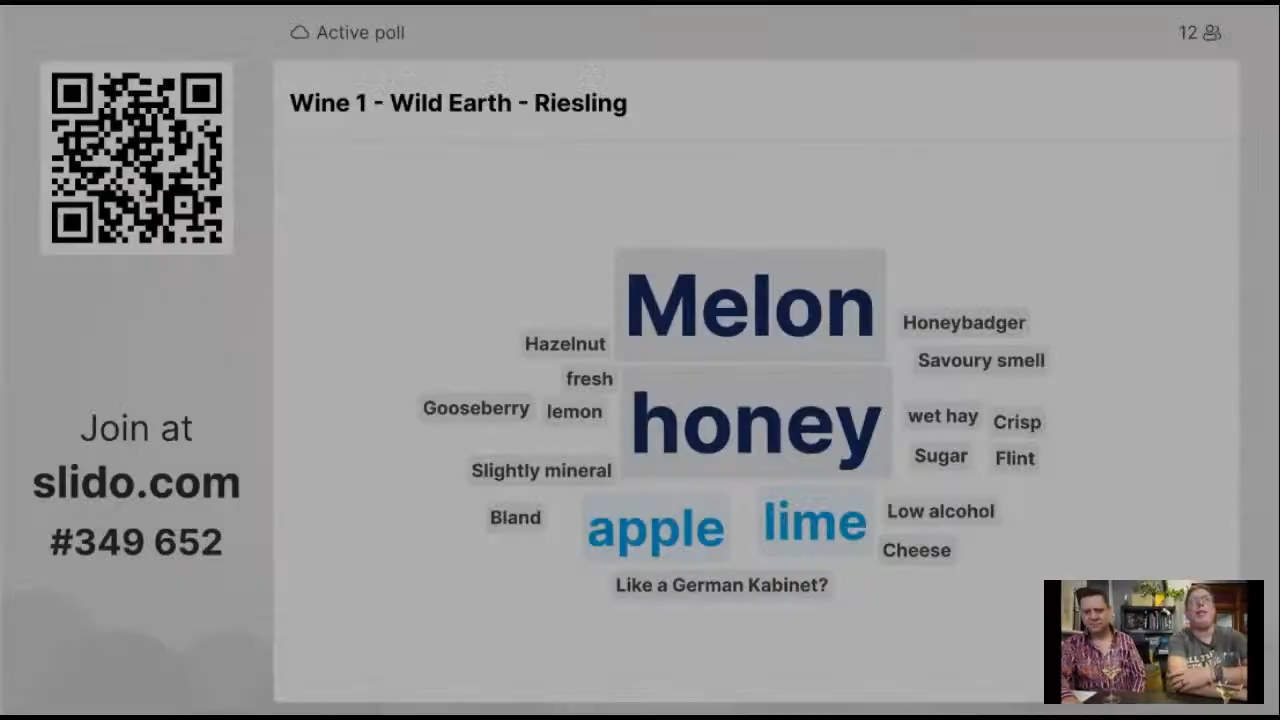 Active poll
12
Wine 1 - Wild Earth - Riesling
Melon
Honeybadger
Hazelnut
Savoury smell
fresh
Gooseberry
lemon
honey
wet hay
Crisp
Sugar
Flint
Slightly mineral
Bland
apple
lime
Low alcohol
Cheese
Like a German Kabinet?
Join at
slido.com
#349 652